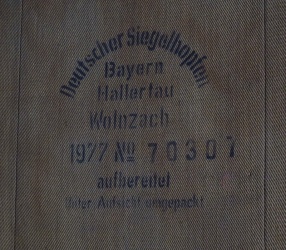 Deutscher Siegelhopfen
Bayern
Hallertau
Wolnzach
1977 No 70307
aufbereitet
Unter Aufsicht umgepackt